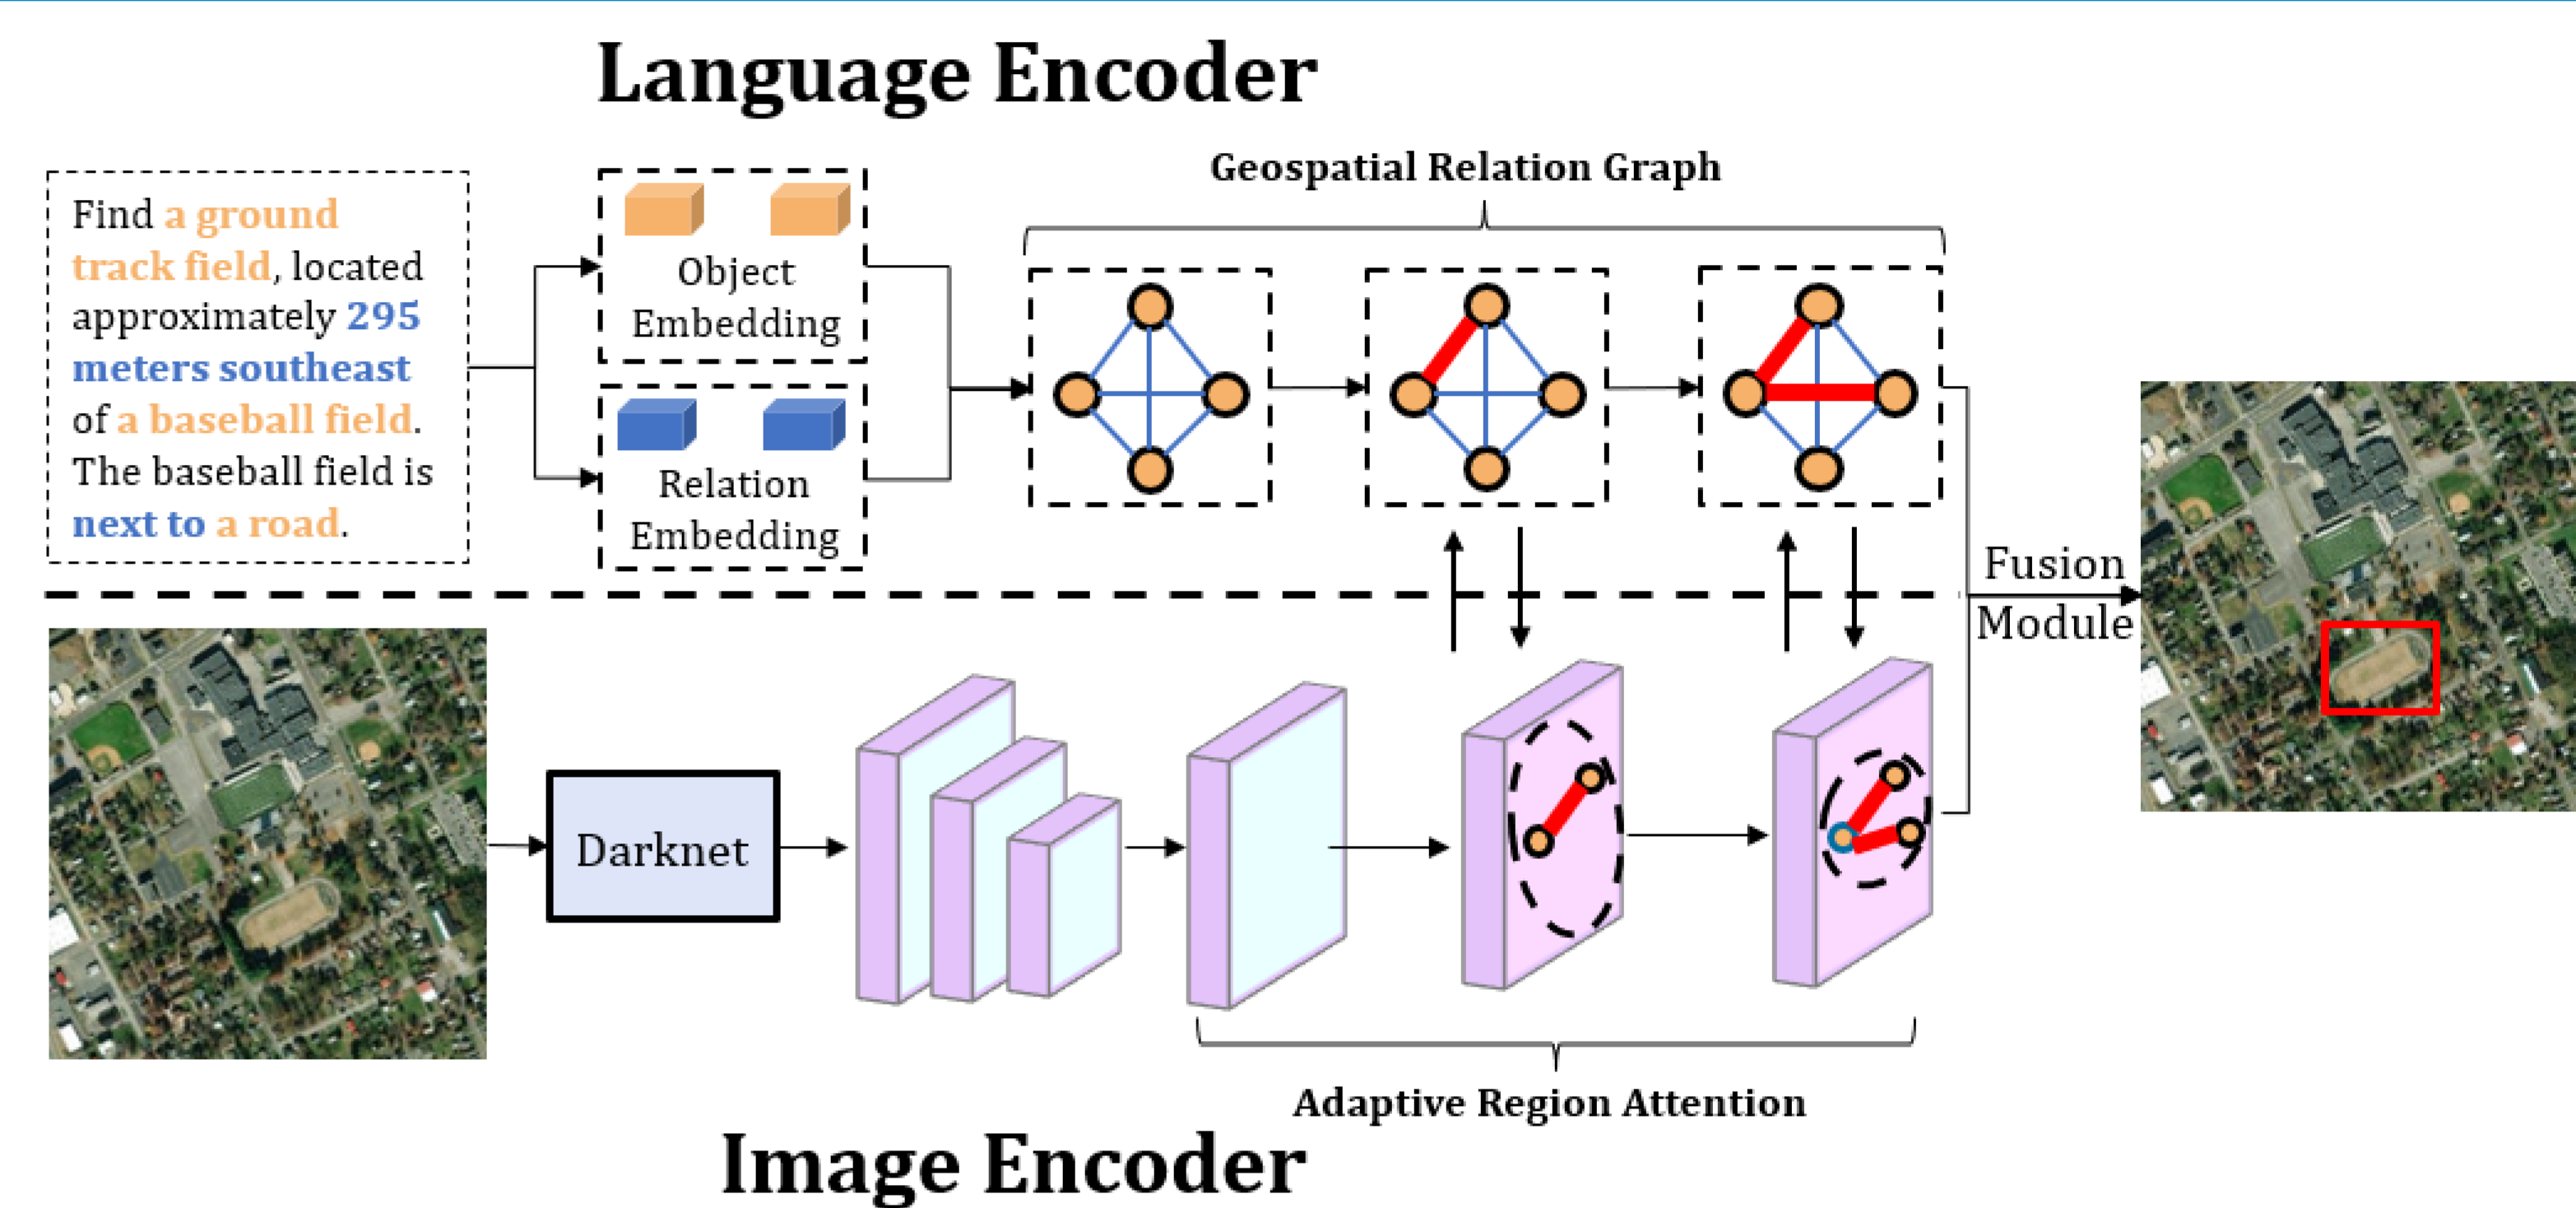 Language Encoder
Geospatial Relation Graph
Find a ground
track field, located
approximately 295
meters southeast
of a baseball field.
The baseball field is
next to a road.
Object
Embedding
Relation
Embedding
Fusion
Module
Darknet
Adaptive Region Attention
Image Encoder